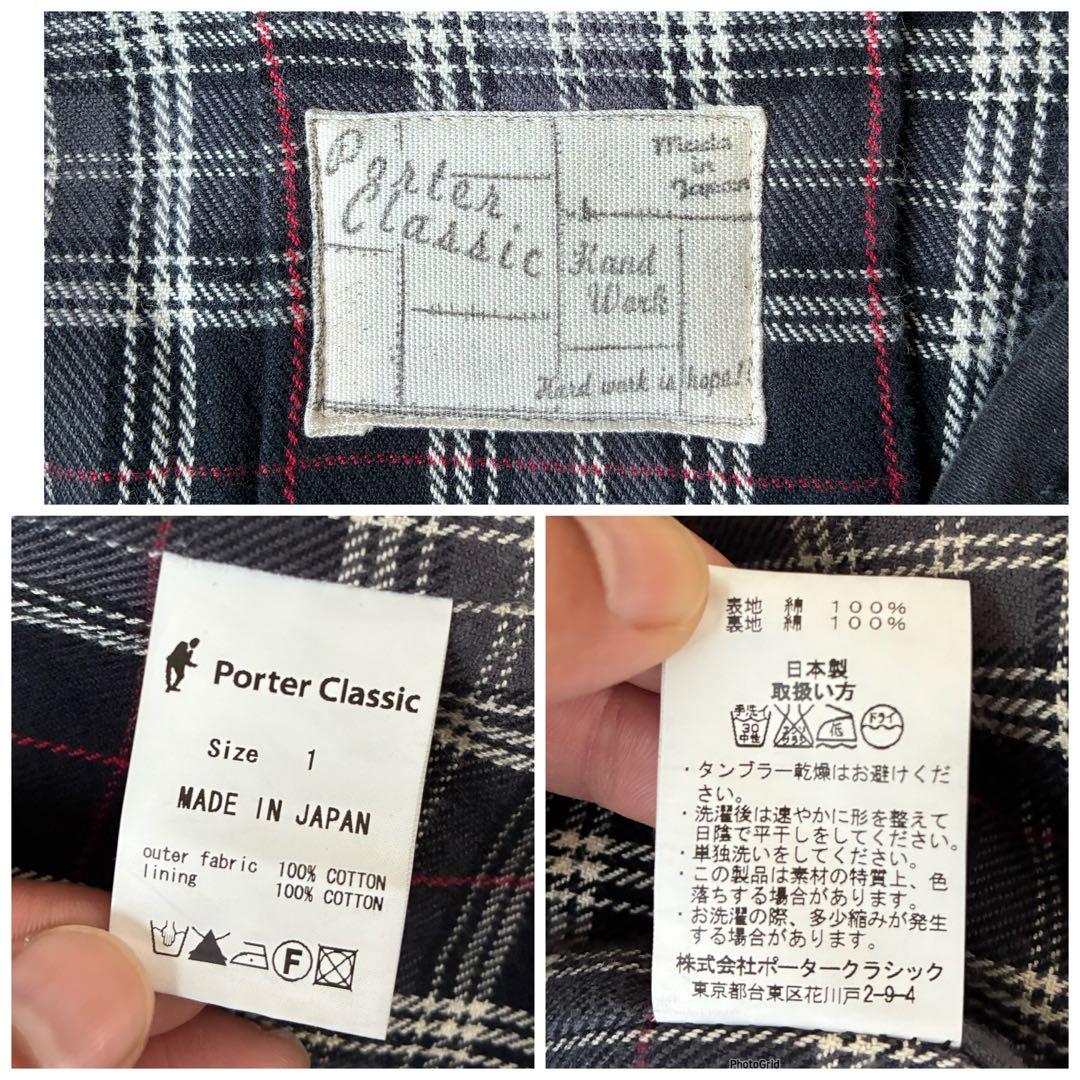 Porter
Classic
Made
in
Japan
Hand
Work
Hard work is hope!!
Porter Classic
Size 1
MADE IN JAPAN
outer fabric 100% COTTON
lining 100% COTTON
F
表地 綿 100%
裏地 綿 100%
日本製
取扱い方
手洗イ
30
中性
エンソ
サラシ
低
ドライ
・タンブラー乾燥はお避けくだ
さい。
・洗濯後は速やかに形を整えて
日陰で平干しをしてください。
・単独洗いをしてください。
・この製品は素材の特質上、色
落ちする場合があります。
・お洗濯の際、多少縮みが発生
する場合があります。
株式会社ポータークラシック
東京都台東区花川戸2-9-4
PhotoGrid